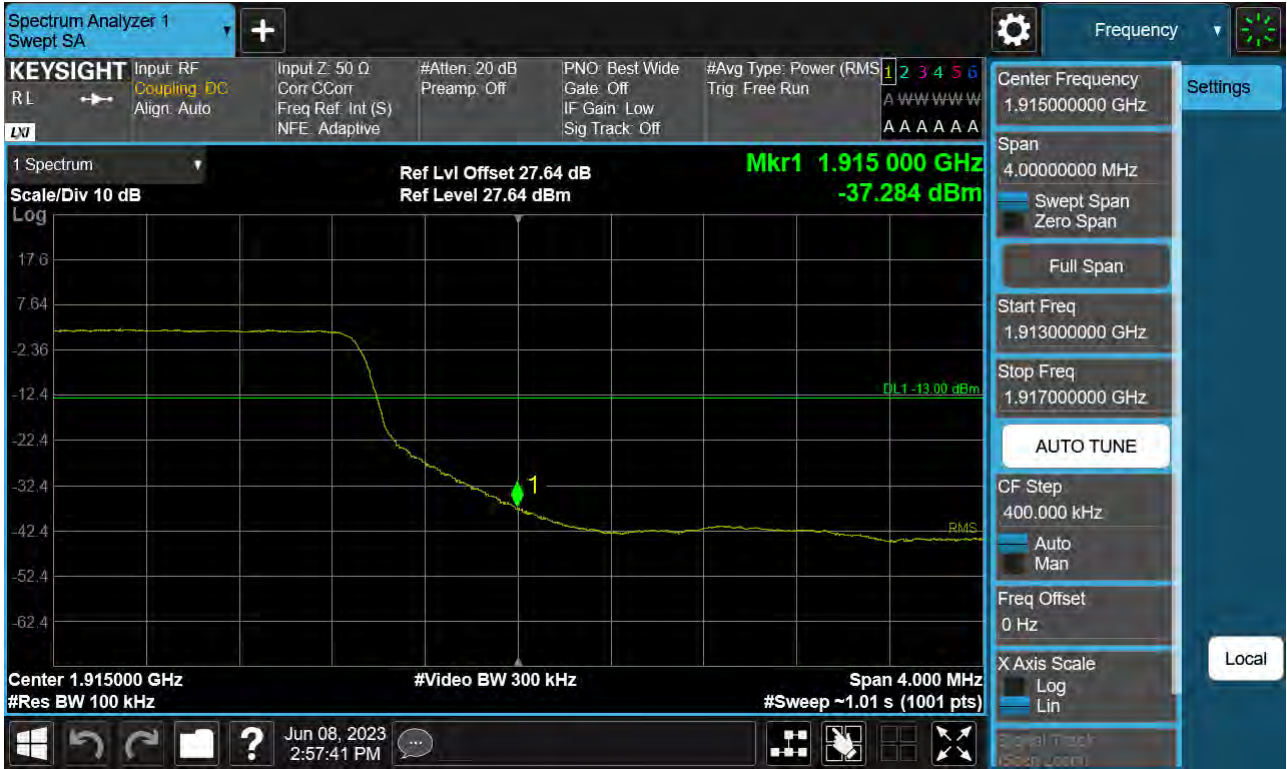 Spectrum Analyzer 1
Swept SA
+
Frequency
KEYSIGHT
RL
LXI
Input: RF
Coupling: DC
Align: Auto
Input Z: 50 Ω
Corr CCorr
Freq Ref: Int (S)
NFE: Adaptive
#Atten: 20 dB
Preamp: Off
PNO: Best Wide
Gate: Off
IF Gain: Low
Sig Track: Off
#Avg Type: Power (RMS
Trig: Free Run
1 2 3 4 5 6
A W W W W W
A A A A A A
1 Spectrum
Scale/Div 10 dB
Log
Ref Lvl Offset 27.64 dB
Ref Level 27.64 dBm
Mkr1 1.915 000 GHz
-37.284 dBm
17.6
7.64
-2.36
-12.4
-22.4
-32.4
-42.4
-52.4
-62.4
DL1 -13.00 dBm
1
RMS
Center 1.915000 GHz
#Video BW 300 kHz
Span 4.000 MHz
#Res BW 100 kHz
#Sweep ~1.01 s (1001 pts)
Center Frequency
1.915000000 GHz
Settings
Span
4.00000000 MHz
Swept Span
Zero Span
Full Span
Start Freq
1.913000000 GHz
Stop Freq
1.917000000 GHz
AUTO TUNE
CF Step
400.000 kHz
Auto
Man
Freq Offset
0 Hz
X Axis Scale
Log
Lin
Local
?
Jun 08, 2023
2:57:41 PM